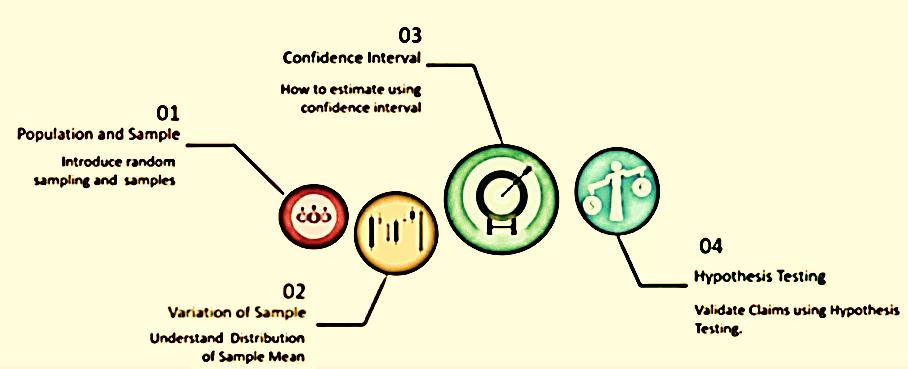 01
Population and Sample
Introduce random
sampling and samples
02
Variation of Sample
Understand Distribution
of Sample Mean
03
Confidence Interval
How to estimate using
confidence interval
04
Hypothesis Testing
Validate Claims using Hypothesis
Testing.